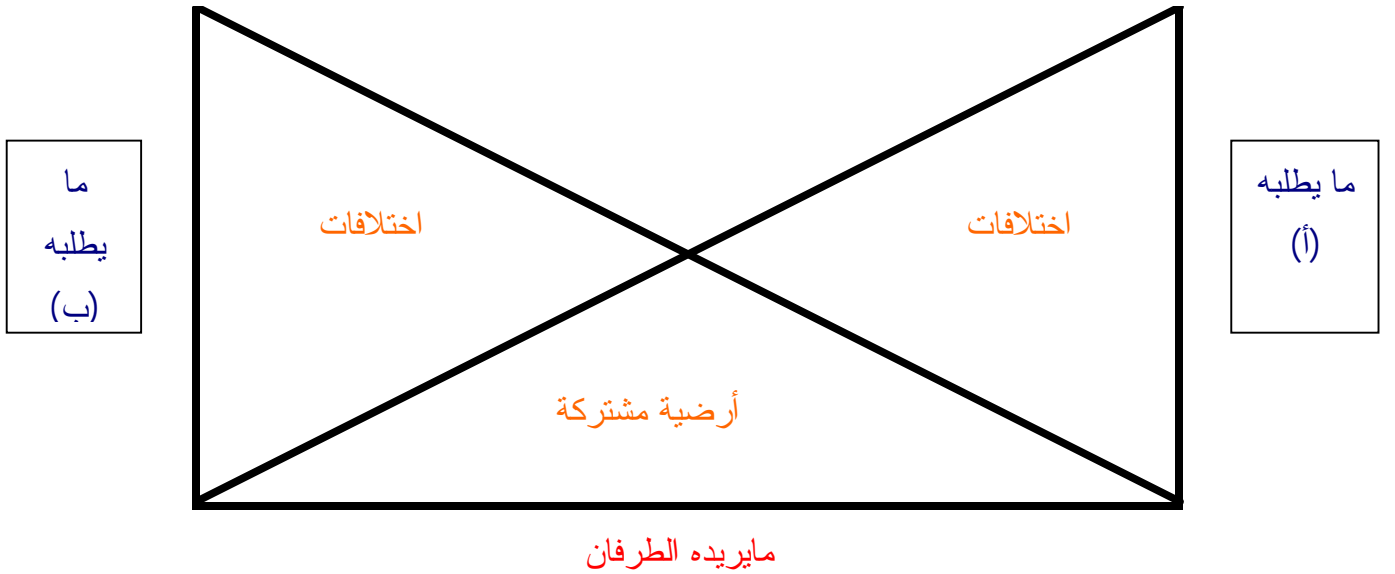 ما يطلبه
(أ)
اختلافات
اختلافات
ما
يطلبه
(ب)
أرضية مشتركة
مايريده الطرفان